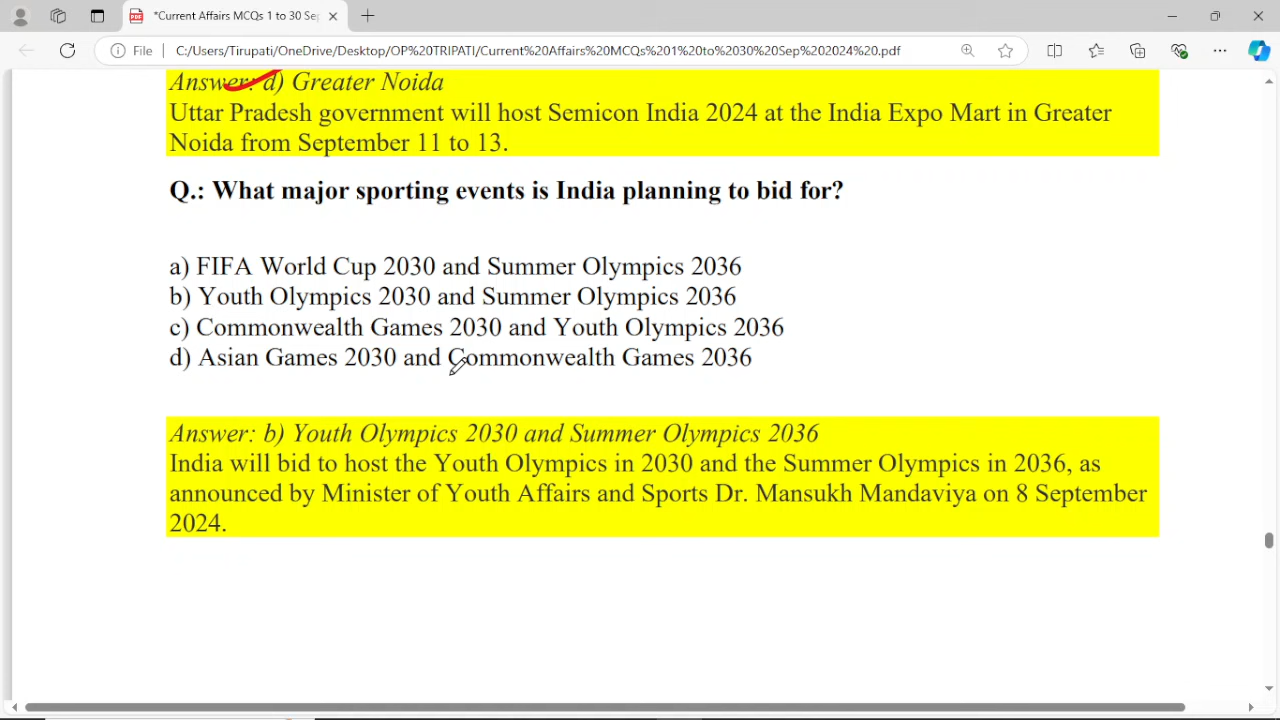 *Current Affairs MCQs 1 to 30 Sep
File
C:/Users/Tirupati/OneDrive/Desktop/OP%20TRIPATI/Current%20Affairs%20MCQs%201%20to%2030%20Sep%202024%20.pdf
Answer: d) Greater Noida
Uttar Pradesh government will host Semicon India 2024 at the India Expo Mart in Greater
Noida from September 11 to 13.
Q.: What major sporting events is India planning to bid for?
a) FIFA World Cup 2030 and Summer Olympics 2036
b) Youth Olympics 2030 and Summer Olympics 2036
c) Commonwealth Games 2030 and Youth Olympics 2036
d) Asian Games 2030 and Commonwealth Games 2036
Answer: b) Youth Olympics 2030 and Summer Olympics 2036
India will bid to host the Youth Olympics in 2030 and the Summer Olympics in 2036, as
announced by Minister of Youth Affairs and Sports Dr. Mansukh Mandaviya on 8 September
2024.